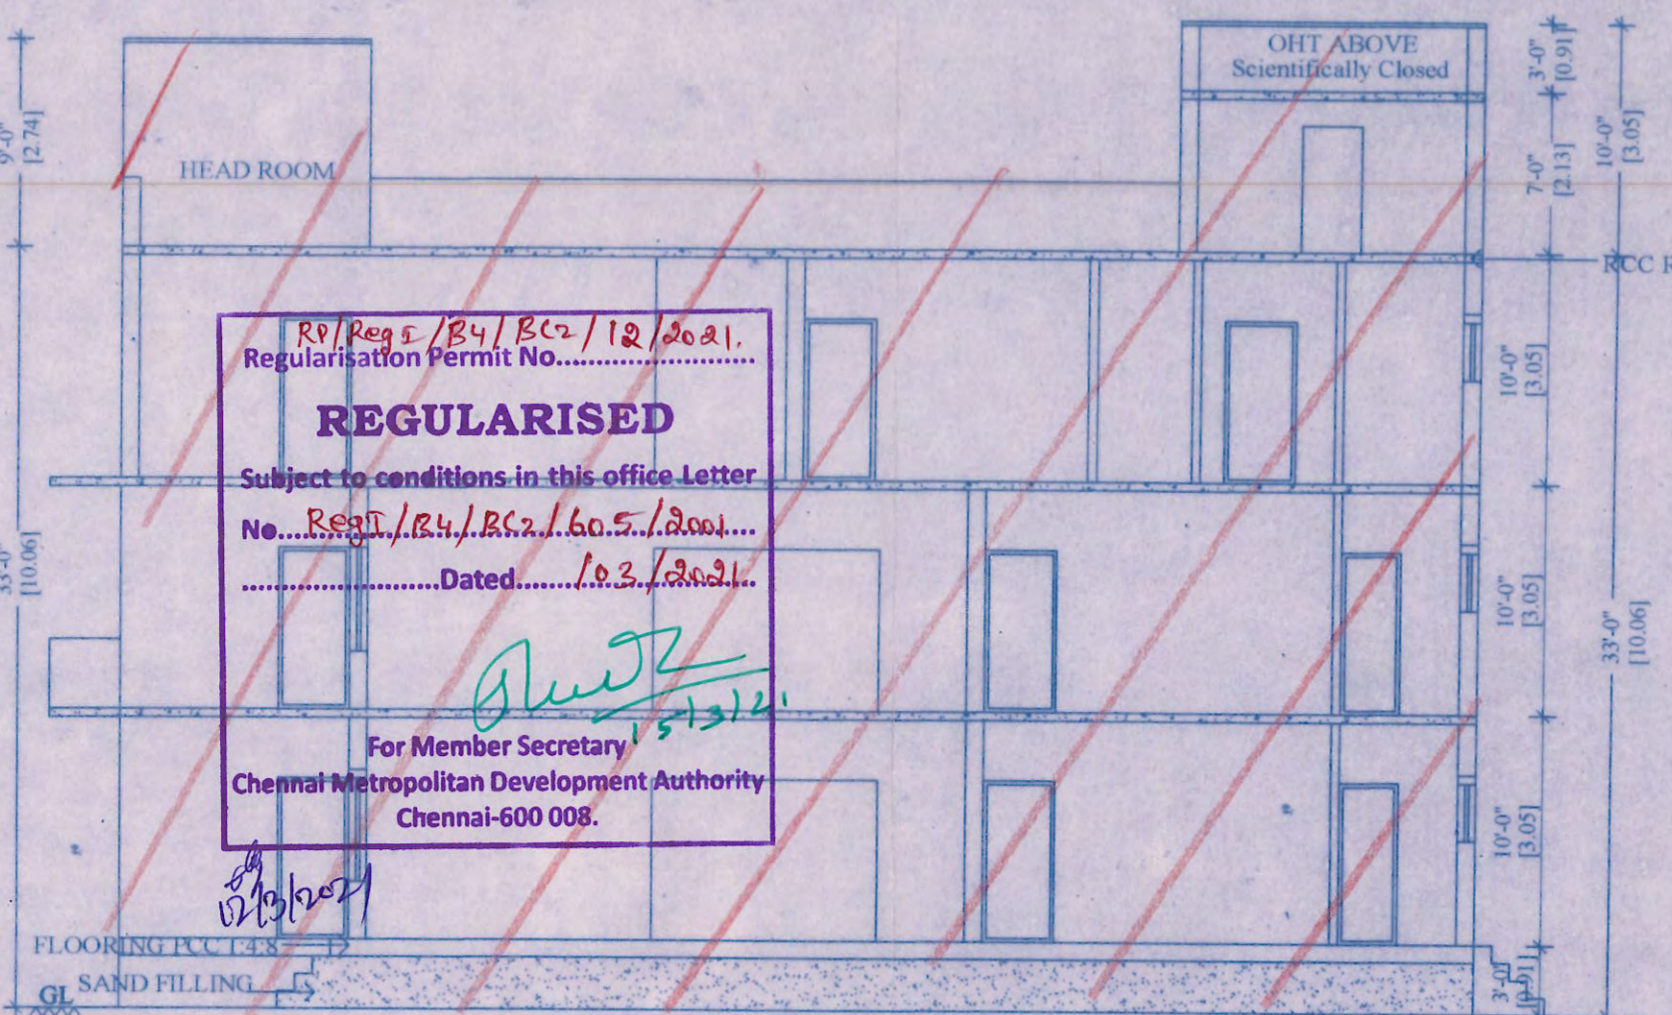 OHT ABOVE
Scientifically Closed
3'-0"
[0.91]
10'-0"
[3.05]
7'-0"
[2.13]
9'-0"
[2.74]
HEAD ROOM
RCC R
RP/Reg I/B4/BC2/12/2021.
Regularisation Permit No..........................
REGULARISED
Subject to conditions in this office Letter
No...RegI/B4/BC2/605/2001....
.........................Dated......./03/2021..
15/3/21
For Member Secretary
Chennai Metropolitan Development Authority
Chennai-600 008.
12/3/2021
10'-0"
[3.05]
10'-0"
[3.05]
10'-0"
[3.05]
33'-0"
[10.06]
33'-0"
[10.06]
FLOORING PCC 1:4:8
SAND FILLING
GL
3'-0"
[0.91]